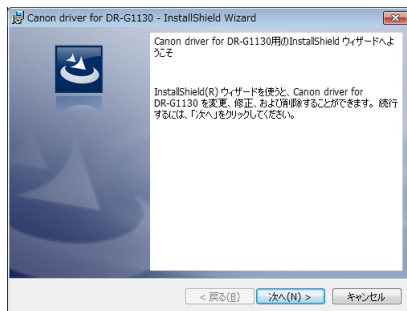 Canon driver for DR-G1130 - InstallShield Wizard
Canon driver for DR-G1130用のInstallShield ウィザードへよ
うこそ
InstallShield(R) ウィザードを使うと、Canon driver for
DR-G1130 を変更、修正、および削除することができます。続行
するには、「次へ」をクリックしてください。
< 戻る(B)
次へ(N) >
キャンセル